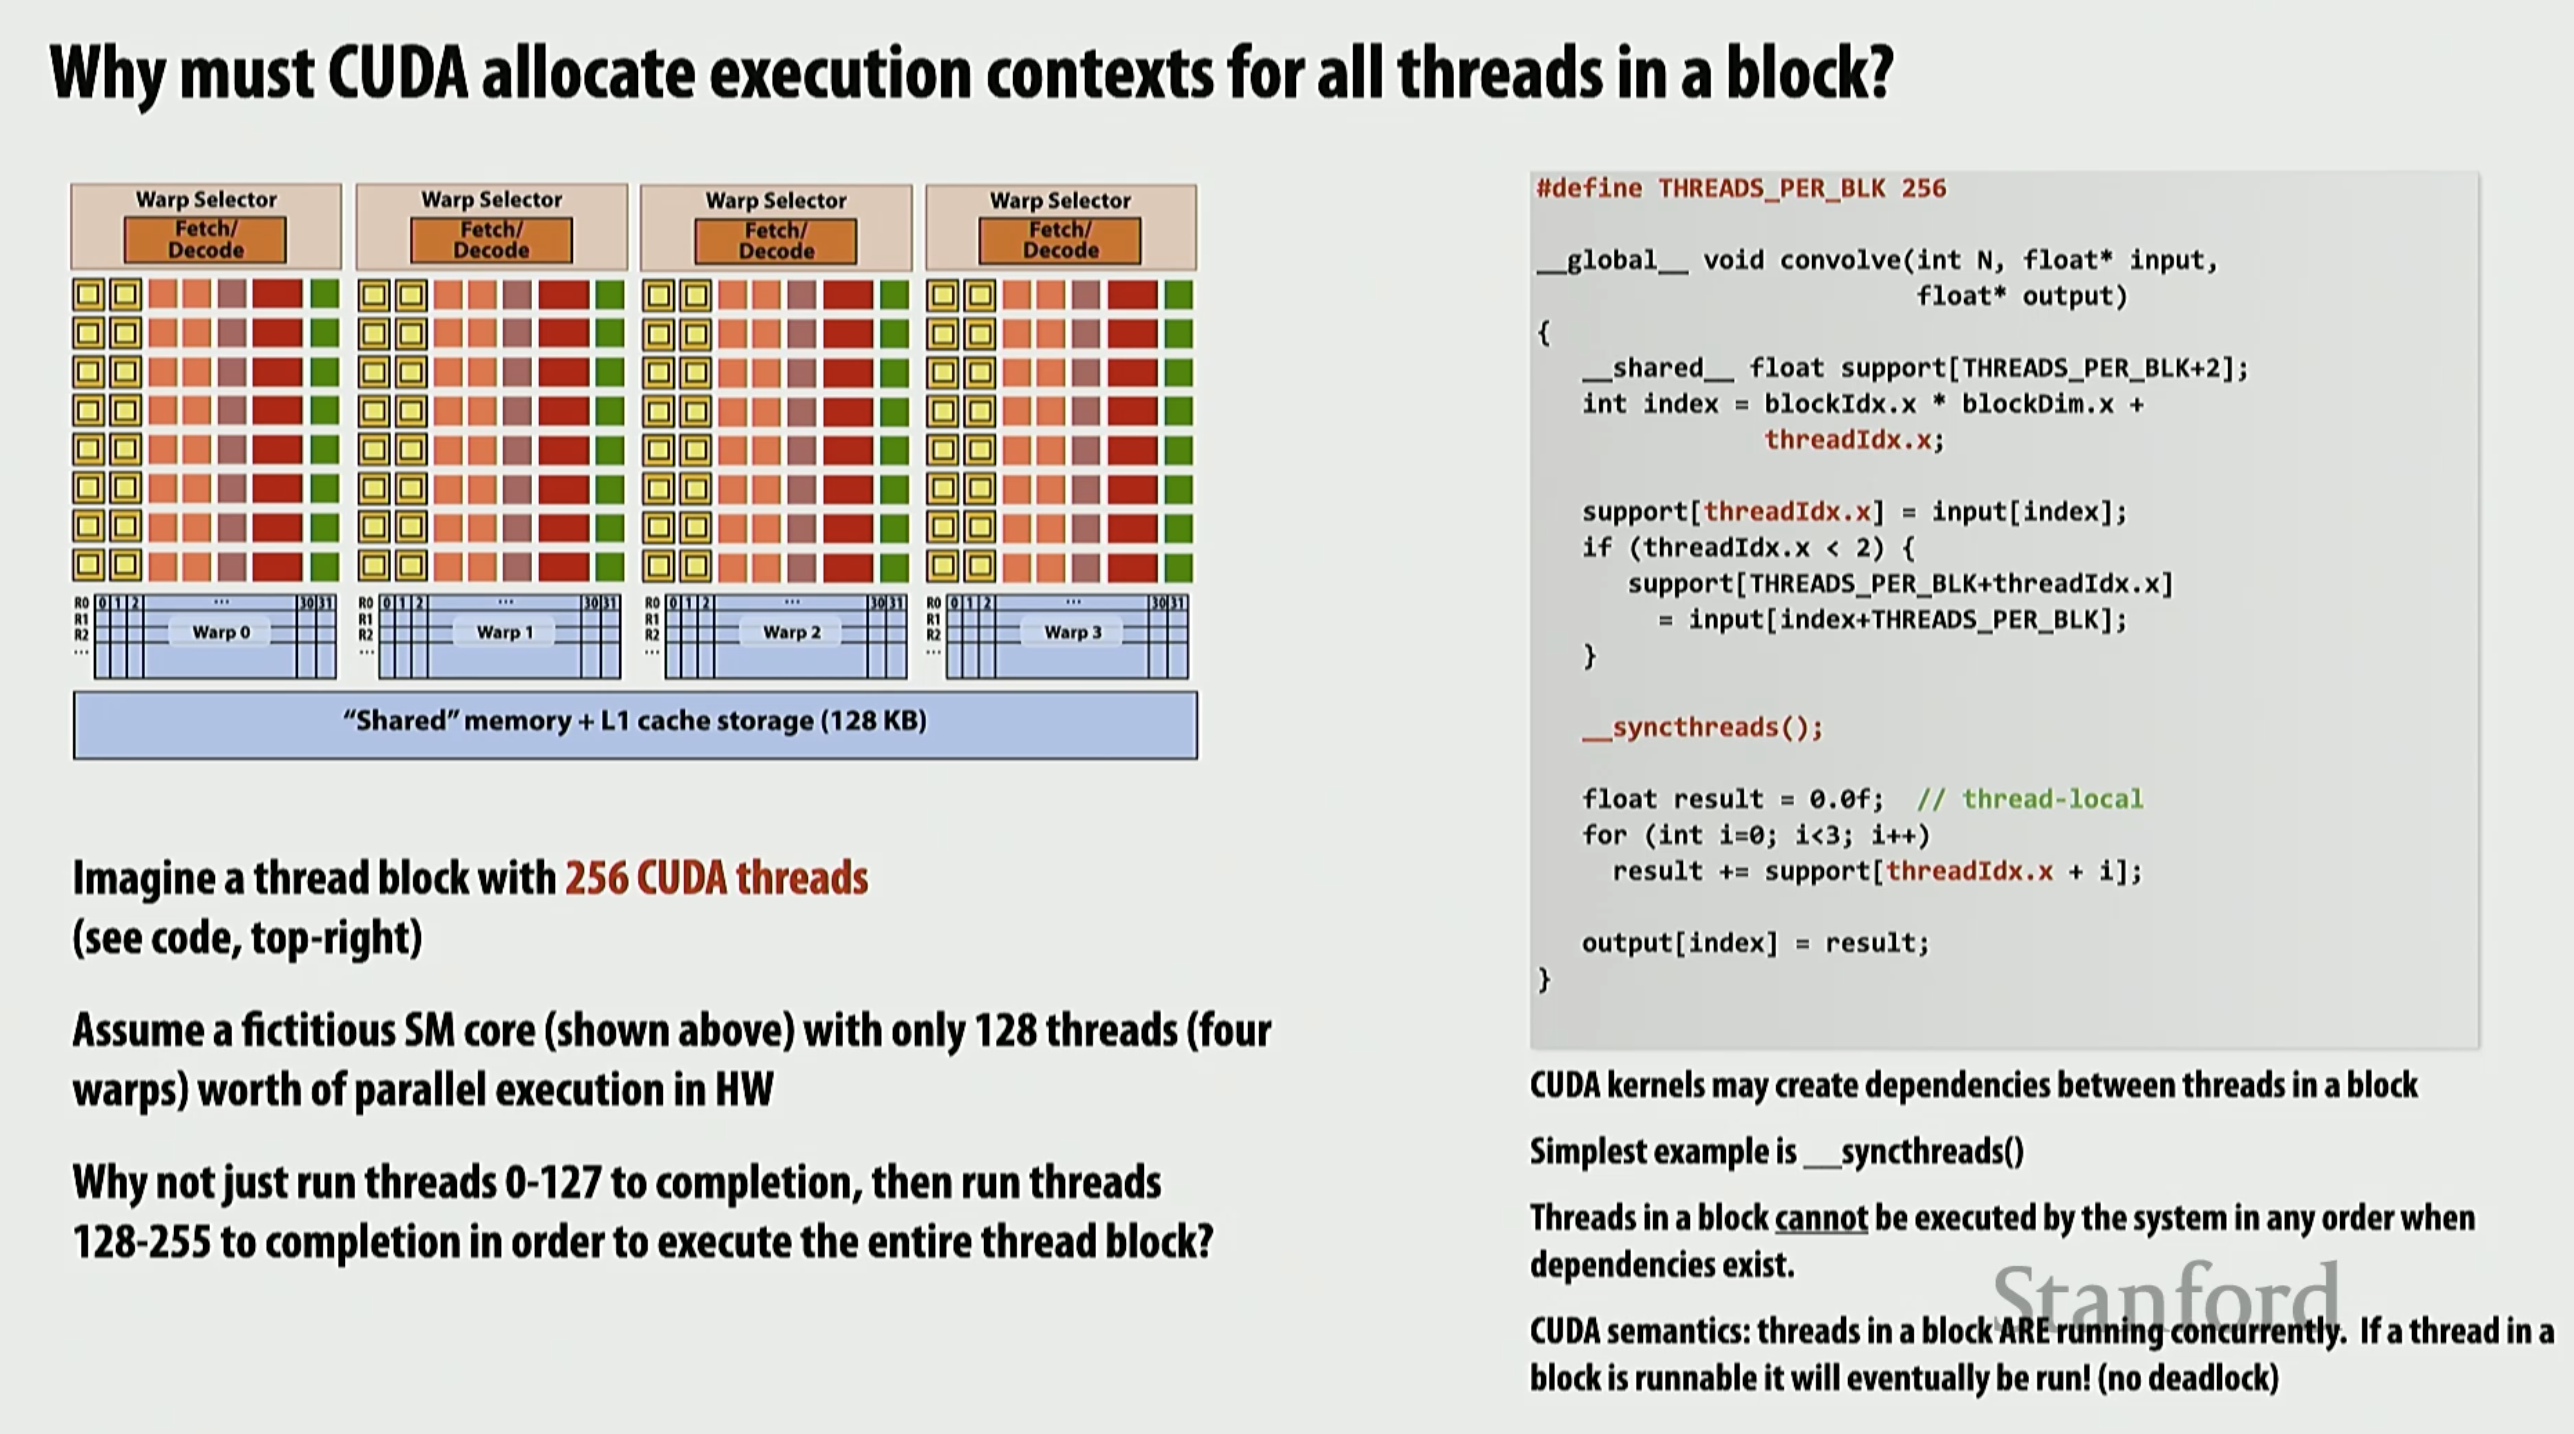 Why must CUDA allocate execution contexts for all threads in a block?
Warp Selector
Fetch/
Decode
Warp Selector
Fetch/
Decode
Warp Selector
Fetch/
Decode
Warp Selector
Fetch/
Decode
R0 0 1 2 ... 30 31
R1
R2 Warp 0
...
R0 0 1 2 ... 30 31
R1
R2 Warp 1
...
R0 0 1 2 ... 30 31
R1
R2 Warp 2
...
R0 0 1 2 ... 30 31
R1
R2 Warp 3
...
“Shared” memory + L1 cache storage (128 KB)
Imagine a thread block with 256 CUDA threads
(see code, top-right)
Assume a fictitious SM core (shown above) with only 128 threads (four
warps) worth of parallel execution in HW
Why not just run threads 0-127 to completion, then run threads
128-255 to completion in order to execute the entire thread block?
#define THREADS_PER_BLK 256
__global__ void convolve(int N, float* input,
float* output)
{
__shared__ float support[THREADS_PER_BLK+2];
int index = blockIdx.x * blockDim.x +
threadIdx.x;
support[threadIdx.x] = input[index];
if (threadIdx.x < 2) {
support[THREADS_PER_BLK+threadIdx.x]
= input[index+THREADS_PER_BLK];
}
__syncthreads();
float result = 0.0f; // thread-local
for (int i=0; i<3; i++)
result += support[threadIdx.x + i];
output[index] = result;
}
CUDA kernels may create dependencies between threads in a block
Simplest example is __syncthreads()
Threads in a block cannot be executed by the system in any order when
dependencies exist.
CUDA semantics: threads in a block ARE running concurrently. If a thread in a
block is runnable it will eventually be run! (no deadlock)
Stanford